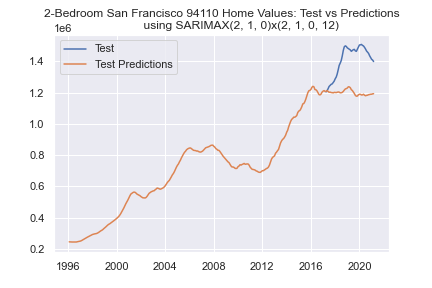 2-Bedroom San Francisco 94110 Home Values: Test vs Predictions
using SARIMAX(2, 1, 0)x(2, 1, 0, 12)
1e6
Test
Test Predictions
1.4
1.2
1.0
0.8
0.6
0.4
0.2
1996 2000 2004 2008 2012 2016 2020